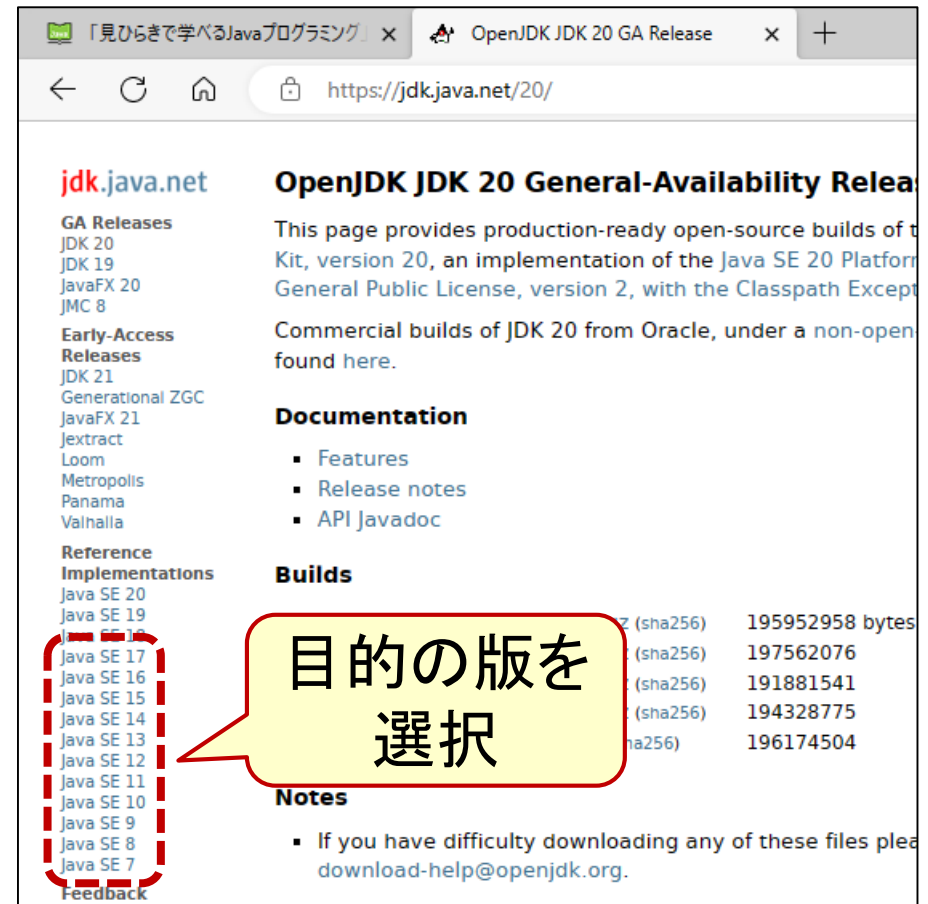 「見ひらきで学べるJavaプログラミング」
OpenJDK JDK 20 GA Release
https://jdk.java.net/20/
jdk.java.net
GA Releases
JDK 20
JDK 19
JavaFX 20
JMC 8
Early-Access
Releases
JDK 21
Generational ZGC
JavaFX 21
Jextract
Loom
Metropolis
Panama
Valhalla
Reference
Implementations
Java SE 20
Java SE 19
Java SE 18
Java SE 17
Java SE 16
Java SE 15
Java SE 14
Java SE 13
Java SE 12
Java SE 11
Java SE 10
Java SE 9
Java SE 8
Java SE 7
Feedback
OpenJDK JDK 20 General-Availability Relea
This page provides production-ready open-source builds of t
Kit, version 20, an implementation of the Java SE 20 Platfor
General Public License, version 2, with the Classpath Except
Commercial builds of JDK 20 from Oracle, under a non-open-
found here.
Documentation
Features
Release notes
API Javadoc
Builds
(sha256) 195952958 bytes
(sha256) 197562076
(sha256) 191881541
(sha256) 194328775
ha256) 196174504
目的の版を
選択
Notes
If you have difficulty downloading any of these files plea
download-help@openjdk.org.